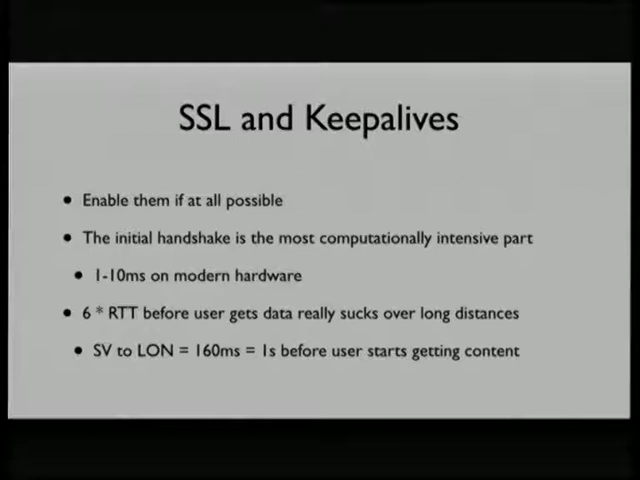 SSL and Keepalives
• Enable them if at all possible
• The initial handshake is the most computationally intensive part
• 1-10ms on modern hardware
• 6 * RTT before user gets data really sucks over long distances
• SV to LON = 160ms = 1s before user starts getting content